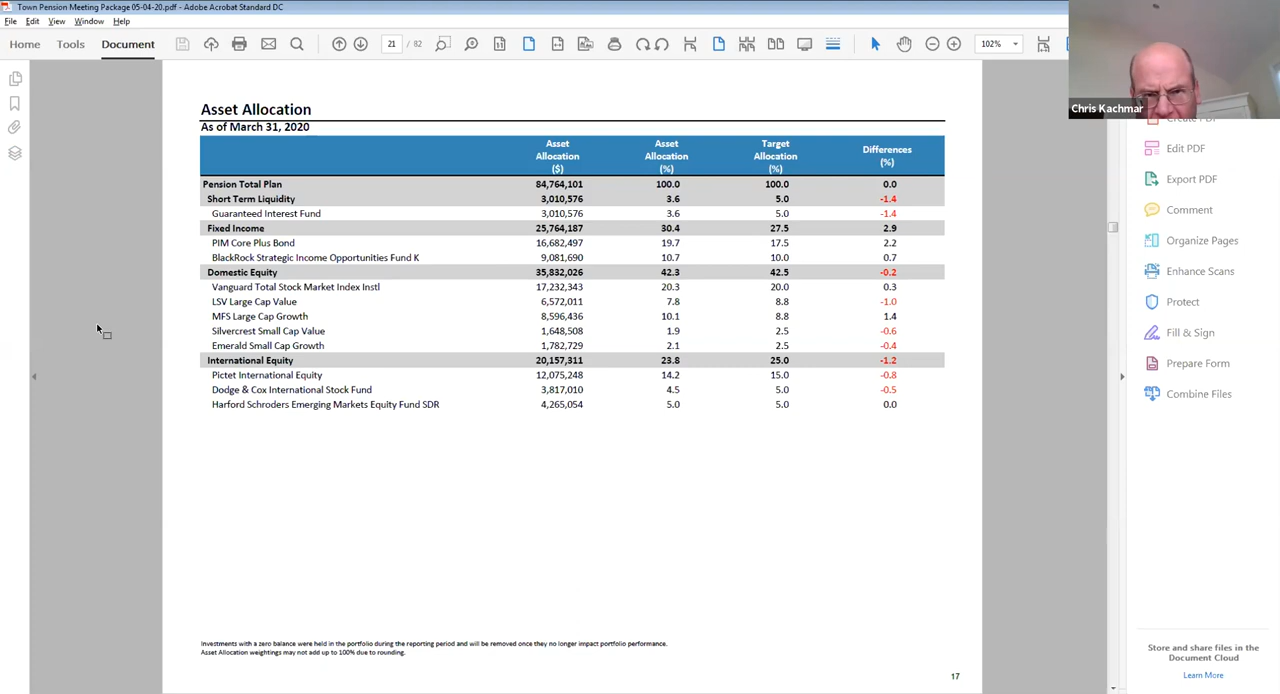 Town Pension Meeting Package 05-04-20.pdf - Adobe Acrobat Standard DC
File Edit View Window Help
Home Tools Document 21 / 82 102%
Chris Kachmar
Asset Allocation
As of March 31, 2020
Asset Allocation ($) Asset Allocation (%) Target Allocation (%) Differences (%)
Pension Total Plan 84,764,101 100.0 100.0 0.0
Short Term Liquidity 3,010,576 3.6 5.0 -1.4
Guaranteed Interest Fund 3,010,576 3.6 5.0 -1.4
Fixed Income 25,764,187 30.4 27.5 2.9
PIM Core Plus Bond 16,682,497 19.7 17.5 2.2
BlackRock Strategic Income Opportunities Fund K 9,081,690 10.7 10.0 0.7
Domestic Equity 35,832,026 42.3 42.5 -0.2
Vanguard Total Stock Market Index Instl 17,232,343 20.3 20.0 0.3
LSV Large Cap Value 6,572,011 7.8 8.8 -1.0
MFS Large Cap Growth 8,596,436 10.1 8.8 1.4
Silvercrest Small Cap Value 1,648,508 1.9 2.5 -0.6
Emerald Small Cap Growth 1,782,729 2.1 2.5 -0.4
International Equity 20,157,311 23.8 25.0 -1.2
Pictet International Equity 12,075,248 14.2 15.0 -0.8
Dodge & Cox International Stock Fund 3,817,010 4.5 5.0 -0.5
Harford Schroders Emerging Markets Equity Fund SDR 4,265,054 5.0 5.0 0.0
Investments with a zero balance were held in the portfolio during the reporting period and will be removed once they no longer impact portfolio performance.
Asset Allocation weightings may not add up to 100% due to rounding.
17
Create PDF
Edit PDF
Export PDF
Comment
Organize Pages
Enhance Scans
Protect
Fill & Sign
Prepare Form
Combine Files
Store and share files in the
Document Cloud
Learn More